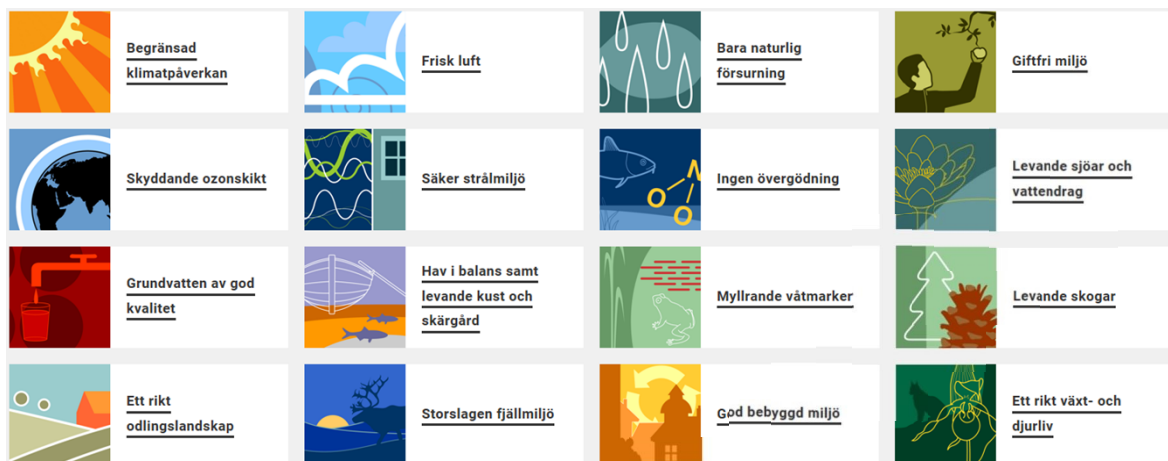 Begränsad
klimatpåverkan
Frisk luft
Bara naturlig
försurning
Giftfri miljö
Skyddande ozonskikt
Säker strålmiljö
Ingen övergödning
N
O
O
Levande sjöar och
vattendrag
Grundvatten av god
kvalitet
Hav i balans samt
levande kust och
skärgård
Myllrande våtmarker
Levande skogar
Ett rikt
odlingslandskap
Storslagen fjällmiljö
God bebyggd miljö
Ett rikt växt- och
djurliv